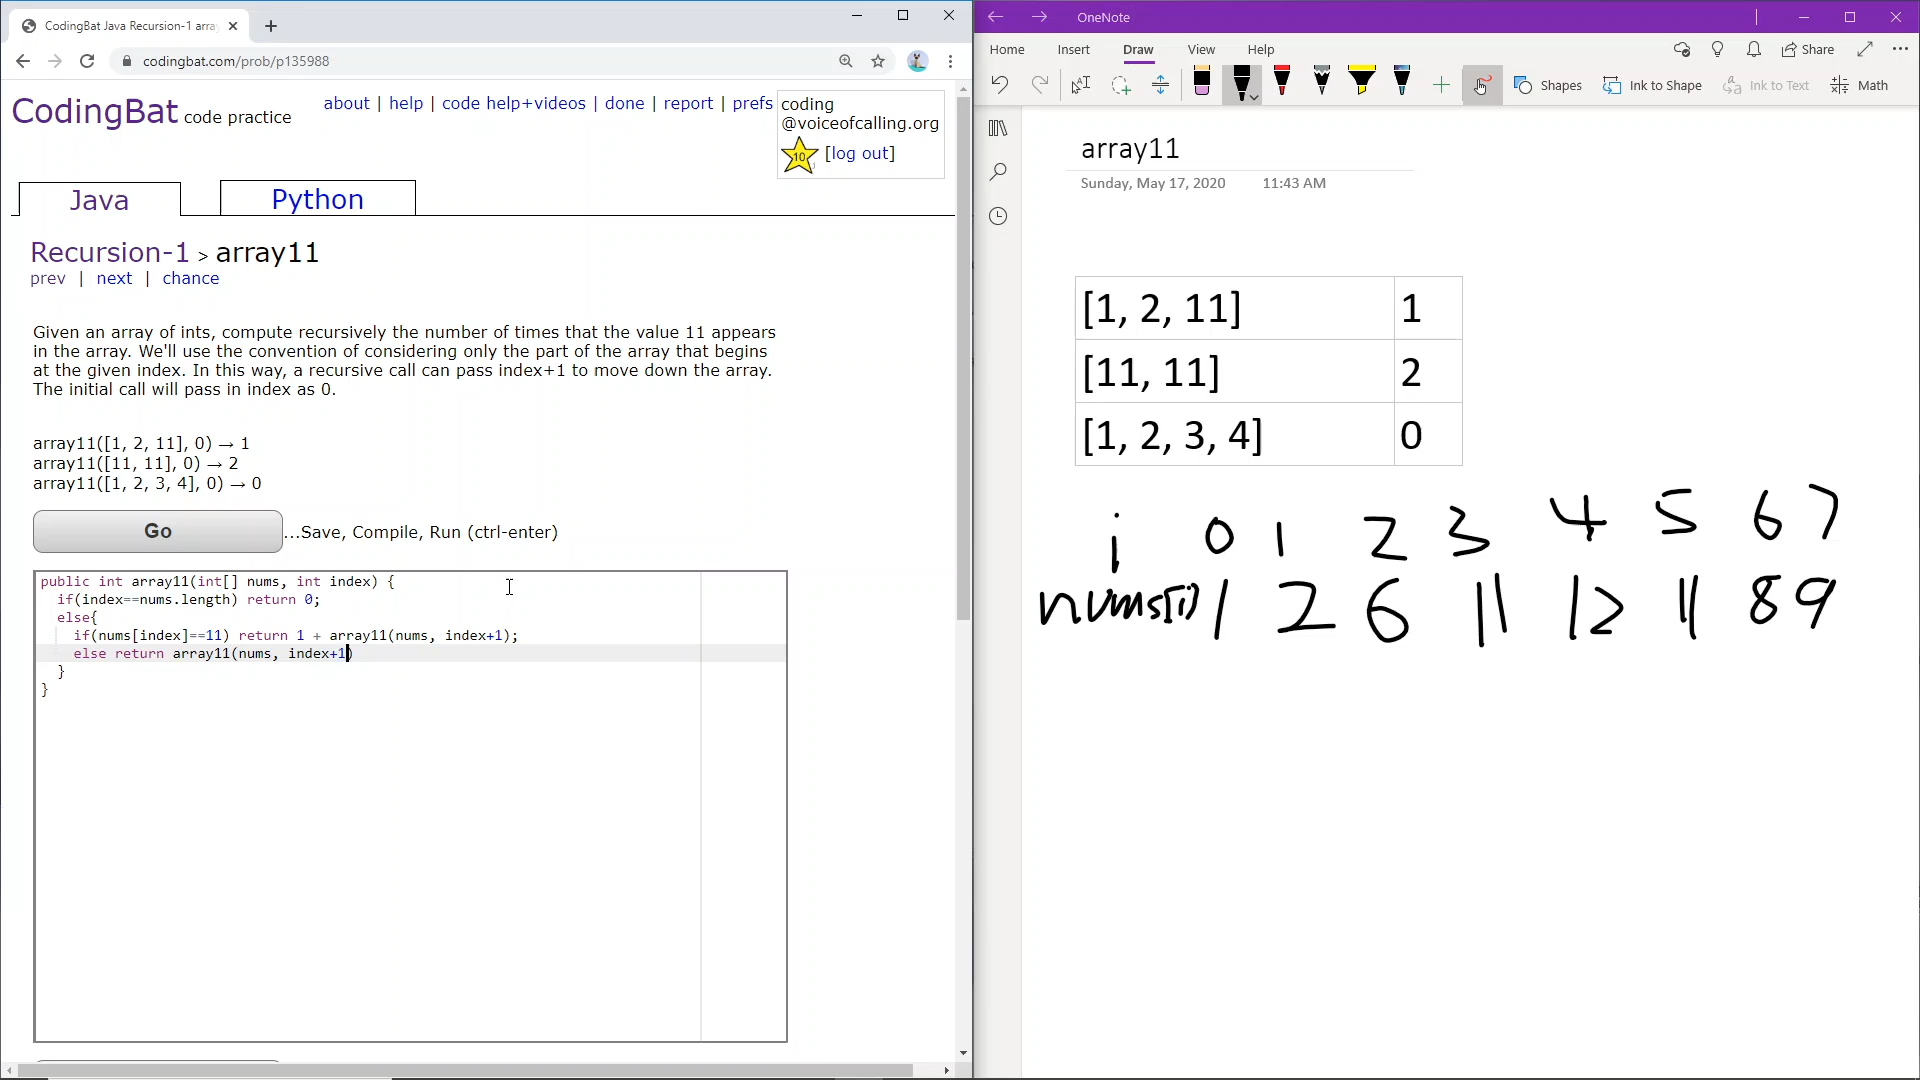 CodingBat Java Recursion-1 arra
codingbat.com/prob/p135988
CodingBat code practice
about | help | code help+videos | done | report | prefs
coding
@voiceofcalling.org
10 [log out]
Java
Python
Recursion-1 > array11
prev | next | chance
Given an array of ints, compute recursively the number of times that the value 11 appears
in the array. We'll use the convention of considering only the part of the array that begins
at the given index. In this way, a recursive call can pass index+1 to move down the array.
The initial call will pass in index as 0.
array11([1, 2, 11], 0) → 1
array11([11, 11], 0) → 2
array11([1, 2, 3, 4], 0) → 0
Go ...Save, Compile, Run (ctrl-enter)
public int array11(int[] nums, int index) {
if(index==nums.length) return 0;
else{
if(nums[index]==11) return 1 + array11(nums, index+1);
else return array11(nums, index+1)
}
}
OneNote
Home Insert Draw View Help Share
Shapes Ink to Shape Ink to Text Math
array11
Sunday, May 17, 2020 11:43 AM
[1, 2, 11] 1
[11, 11] 2
[1, 2, 3, 4] 0
i 0 1 2 3 4 5 6 7
nums[i] 1 2 6 11 12 11 8 9